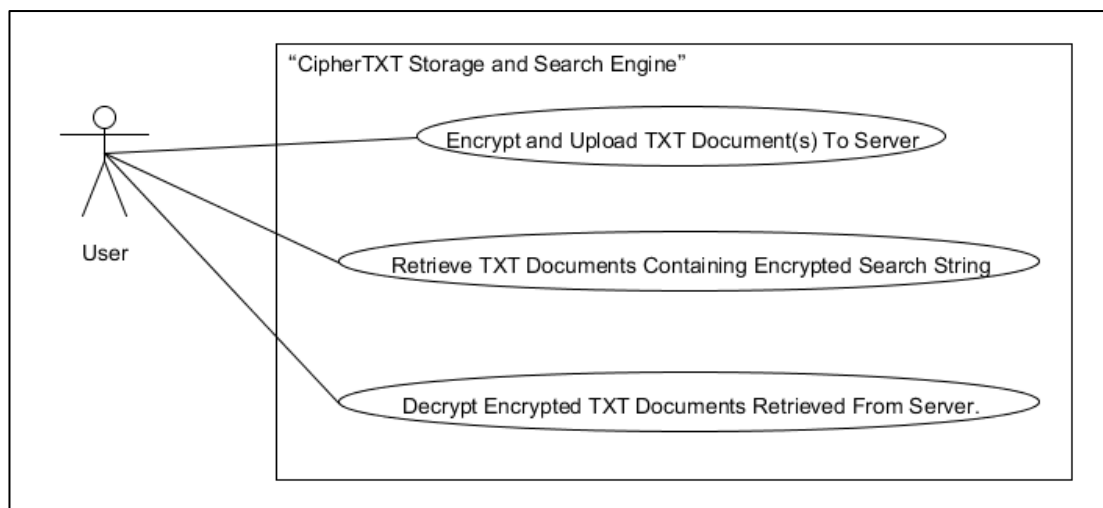 “CipherTXT Storage and Search Engine”
Encrypt and Upload TXT Document(s) To Server
User
Retrieve TXT Documents Containing Encrypted Search String
Decrypt Encrypted TXT Documents Retrieved From Server.